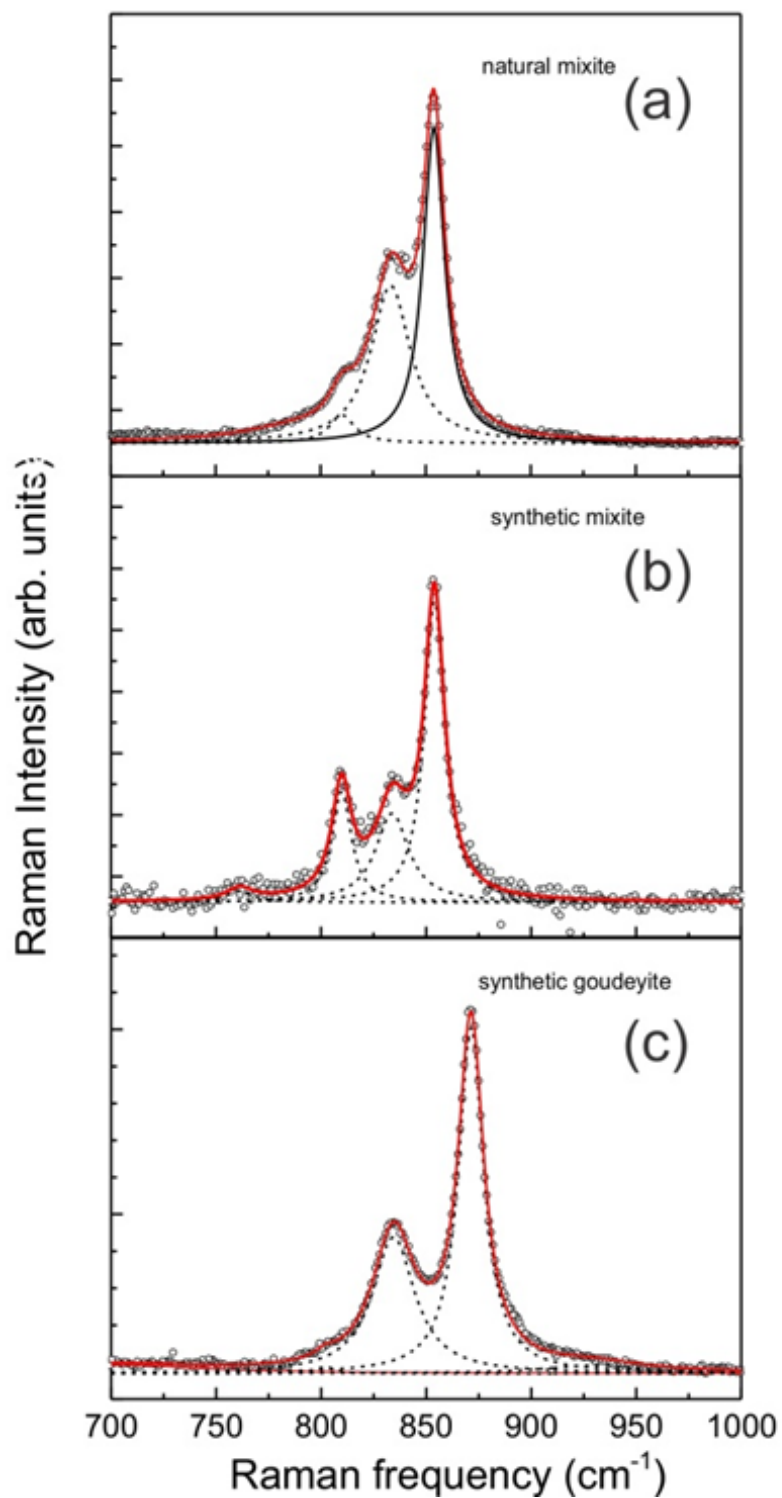 natural mixite
(a)
synthetic mixite
(b)
synthetic goudeyite
(c)
Raman Intensity (arb. units)
700 750 800 850 900 950 1000
Raman frequency (cm⁻¹)